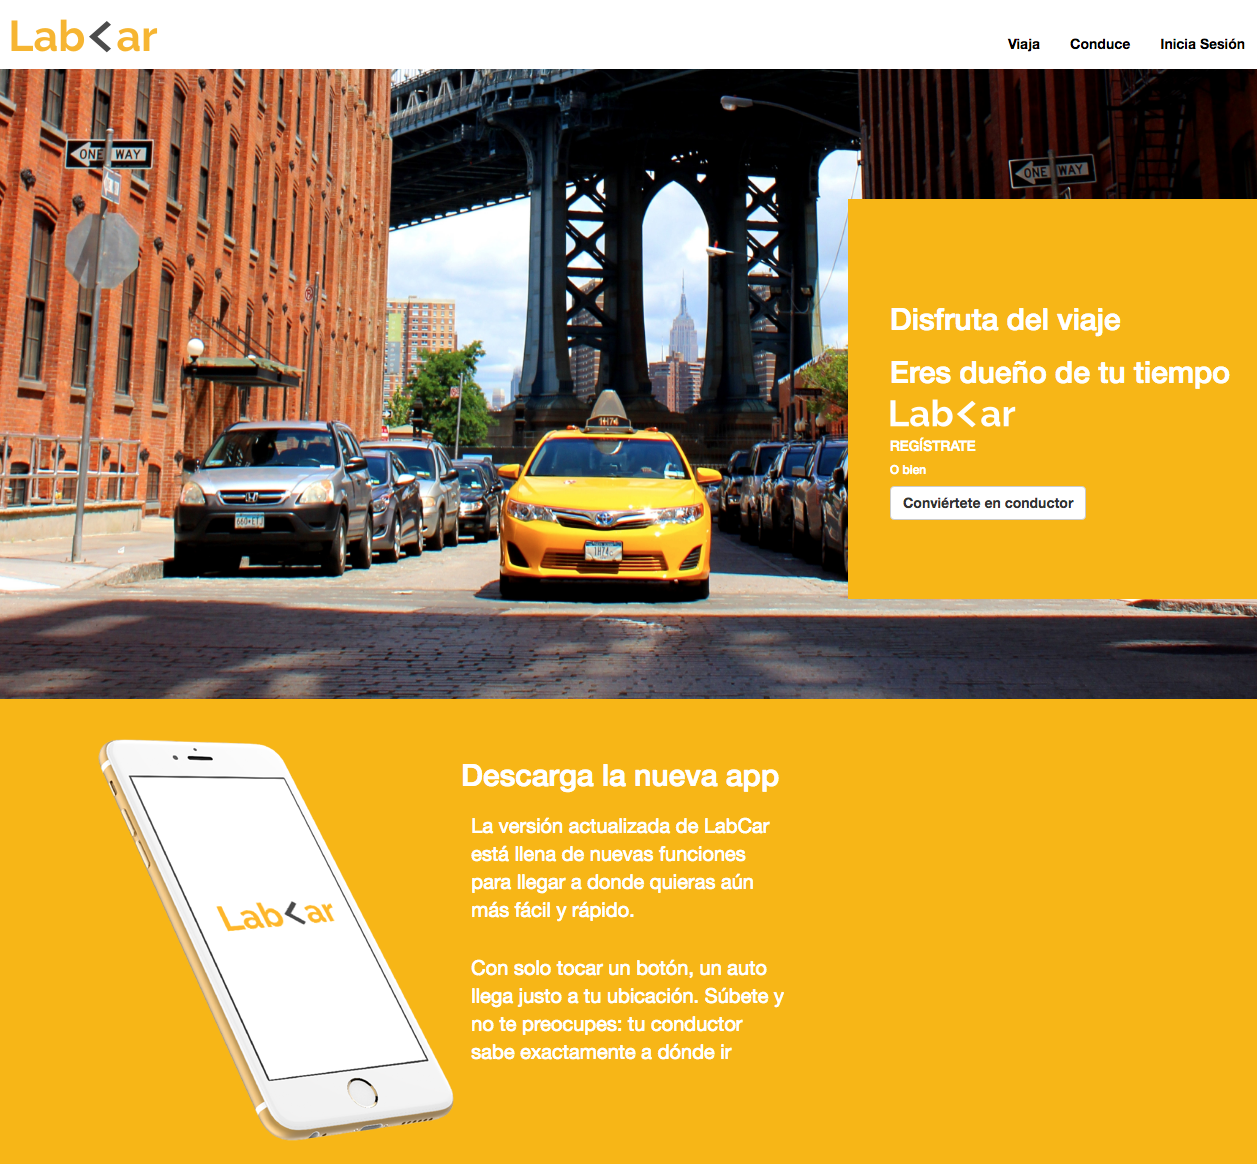 Lab<ar
Viaja
Conduce
Inicia Sesión
ONE WAY
ONE WAY
1H74
Disfruta del viaje
Eres dueño de tu tiempo
Lab<ar
REGÍSTRATE
O bien
Conviértete en conductor
Descarga la nueva app
La versión actualizada de LabCar
está llena de nuevas funciones
para llegar a donde quieras aún
más fácil y rápido.
Con solo tocar un botón, un auto
llega justo a tu ubicación. Súbete y
no te preocupes: tu conductor
sabe exactamente a dónde ir
Lab<ar